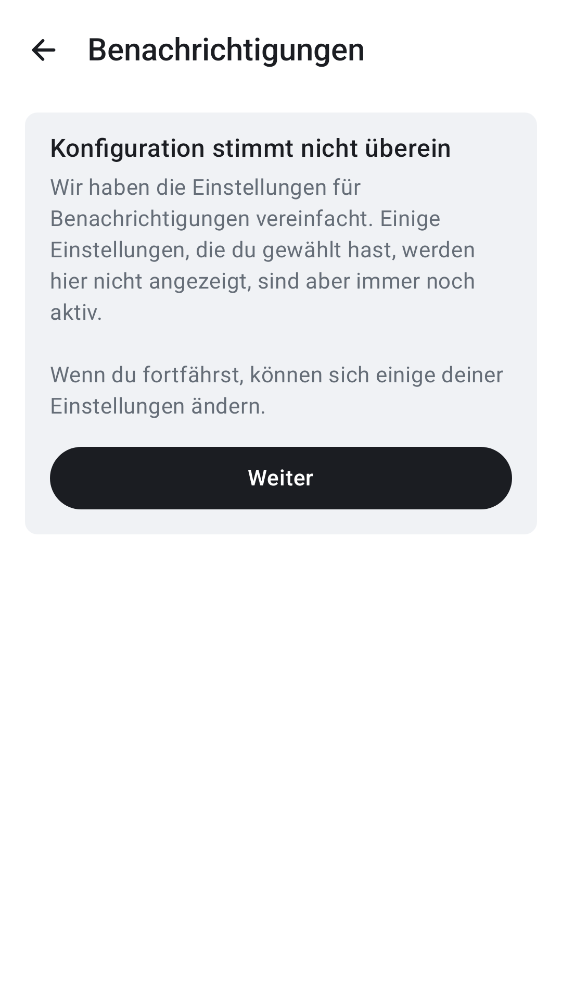 Benachrichtigungen
Konfiguration stimmt nicht überein
Wir haben die Einstellungen für
Benachrichtigungen vereinfacht. Einige
Einstellungen, die du gewählt hast, werden
hier nicht angezeigt, sind aber immer noch
aktiv.
Wenn du fortfährst, können sich einige deiner
Einstellungen ändern.
Weiter